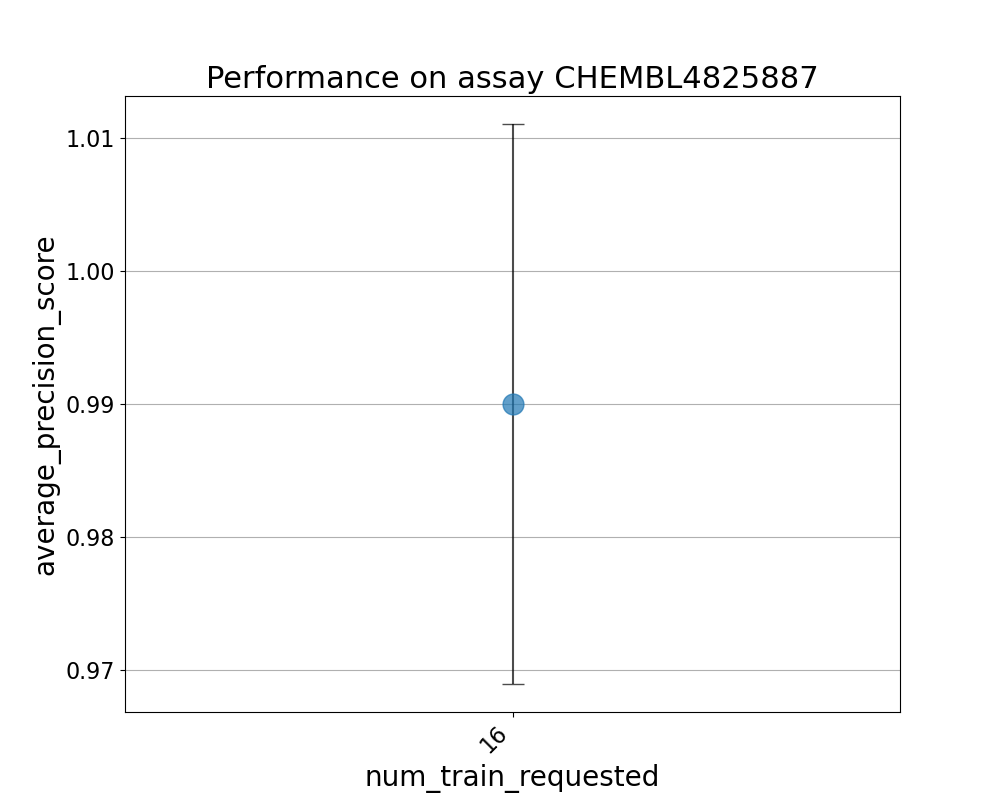 Performance on assay CHEMBL4825887
1.01
1.00
0.99
0.98
0.97
average_precision_score
16
num_train_requested